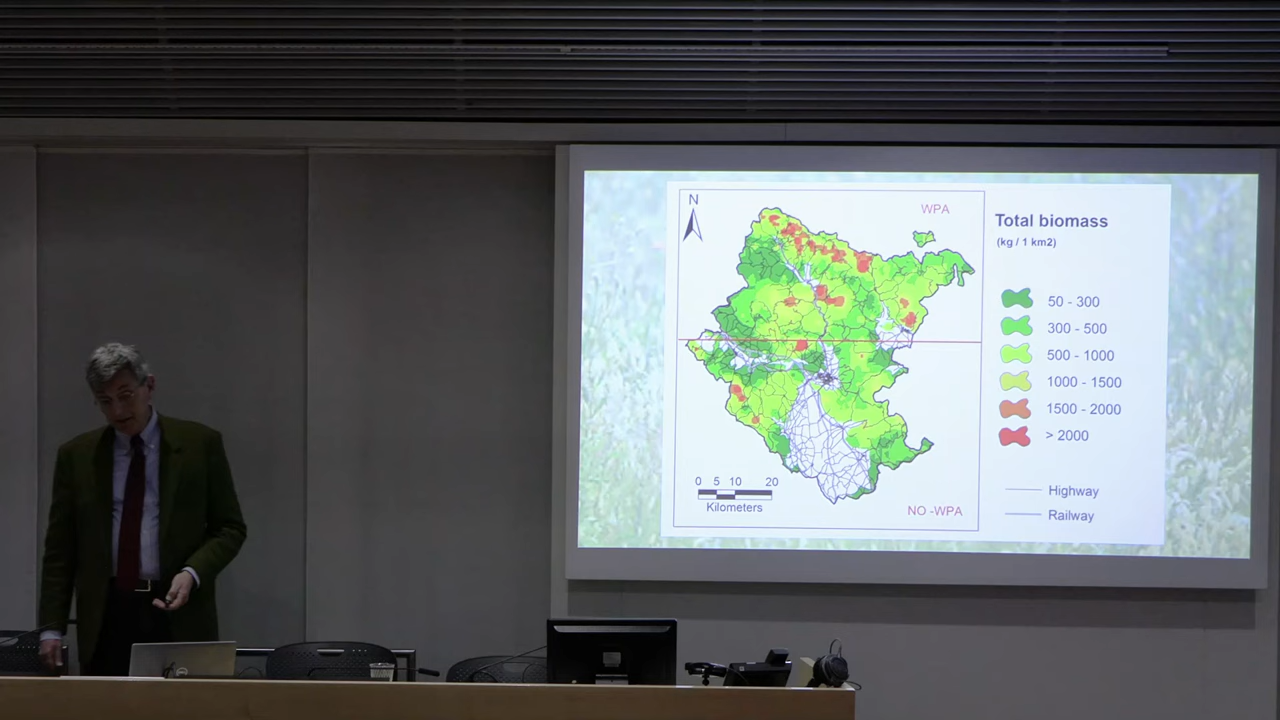 N
WPA
Total biomass
(kg / 1 km2)
50 - 300
300 - 500
500 - 1000
1000 - 1500
1500 - 2000
> 2000
0 5 10 20
Kilometers
NO -WPA
Highway
Railway